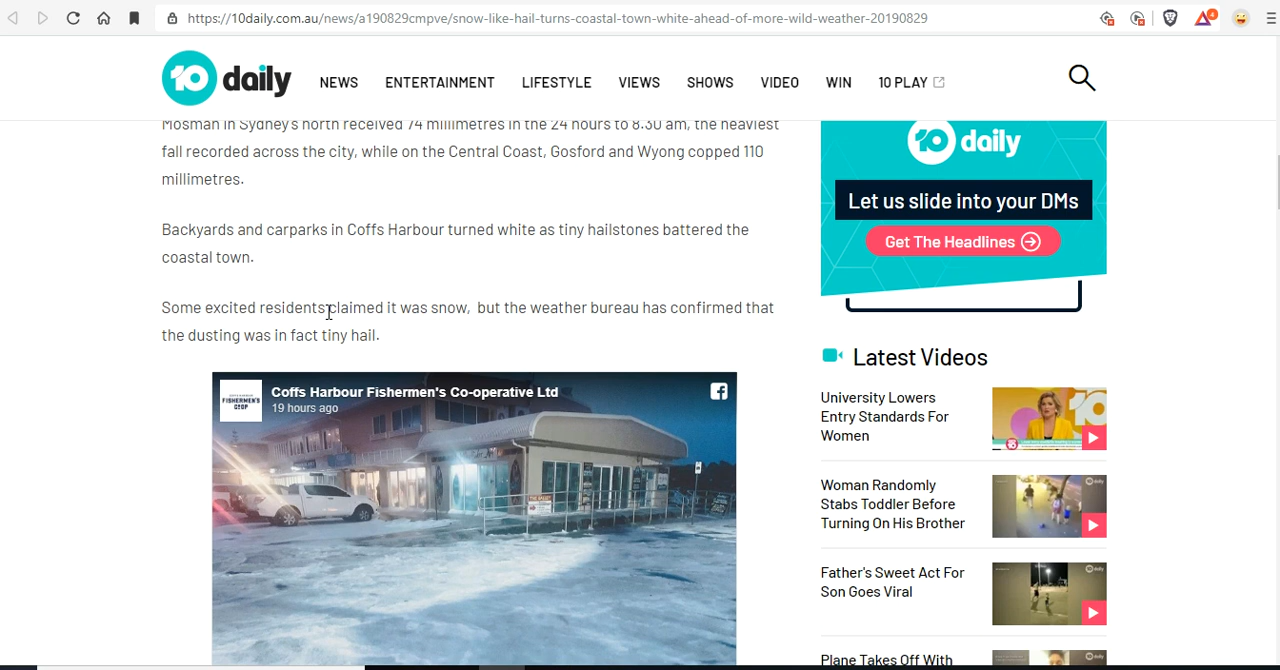 https://10daily.com.au/news/a190829cmpve/snow-like-hail-turns-coastal-town-white-ahead-of-more-wild-weather-20190829
4
10 daily
NEWS
ENTERTAINMENT
LIFESTYLE
VIEWS
SHOWS
VIDEO
WIN
10 PLAY
Mosman in Sydney's north received 74 millimetres in the 24 hours to 8.30 am, the heaviest
fall recorded across the city, while on the Central Coast, Gosford and Wyong copped 110
millimetres.
Backyards and carparks in Coffs Harbour turned white as tiny hailstones battered the
coastal town.
Some excited residents claimed it was snow,  but the weather bureau has confirmed that
the dusting was in fact tiny hail.
FISHERMEN'S
CO-OP
Coffs Harbour Fishermen's Co-operative Ltd
19 hours ago
10 daily
Let us slide into your DMs
Get The Headlines
Latest Videos
University Lowers
Entry Standards For
Women
Woman Randomly
Stabs Toddler Before
Turning On His Brother
Father's Sweet Act For
Son Goes Viral
Plane Takes Off With